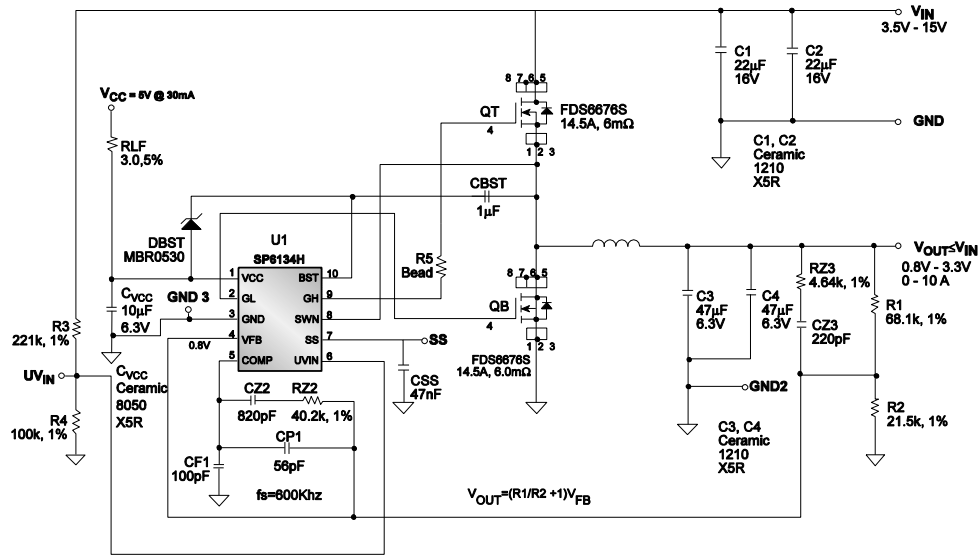 VIN
3.5V - 15V
C1
22μF
16V
C2
22μF
16V
8 7 6 5
VCC = 5V @ 30mA
QT
FDS6676S
14.5A, 6mΩ
4
1 2 3
GND
RLF
3.0,5%
C1, C2
Ceramic
1210
X5R
CBST
1μF
U1
SP6134H
DBST
MBR0530
R5
Bead
VOUT≤VIN
0.8V - 3.3V
0 - 10 A
1 VCC BST 10
2 GL GH 9
3 GND SWN 8
4 VFB SS 7
5 COMP UVIN 6
0.8V
8 7 6 5
QB
4
1 2 3
FDS6676S
14.5A, 6.0mΩ
C3
47μF
6.3V
C4
47μF
6.3V
RZ3
4.64k, 1%
CZ3
220pF
R1
68.1k, 1%
CVCC
10μF
6.3V
GND 3
R3
221k, 1%
SS
UVIN
CVCC
Ceramic
8050
X5R
CSS
47nF
GND2
R4
100k, 1%
CZ2
820pF
RZ2
40.2k, 1%
R2
21.5k, 1%
CP1
56pF
CF1
100pF
C3, C4
Ceramic
1210
X5R
fs=600Khz
VOUT=(R1/R2 +1)VFB